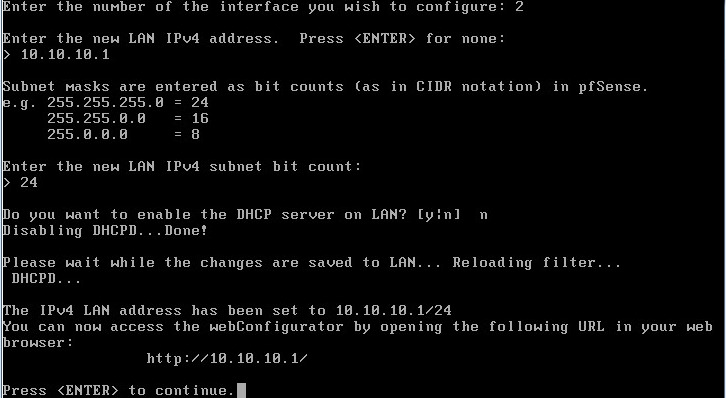 Enter the number of the interface you wish to configure: 2
Enter the new LAN IPv4 address.  Press <ENTER> for none:
> 10.10.10.1
Subnet masks are entered as bit counts (as in CIDR notation) in pfSense.
e.g. 255.255.255.0 = 24
     255.255.0.0   = 16
     255.0.0.0     = 8
Enter the new LAN IPv4 subnet bit count:
> 24
Do you want to enable the DHCP server on LAN? [y|n]  n
Disabling DHCPD...Done!
Please wait while the changes are saved to LAN... Reloading filter...
 DHCPD...
The IPv4 LAN address has been set to 10.10.10.1/24
You can now access the webConfigurator by opening the following URL in your web
browser:
                http://10.10.10.1/
Press <ENTER> to continue.